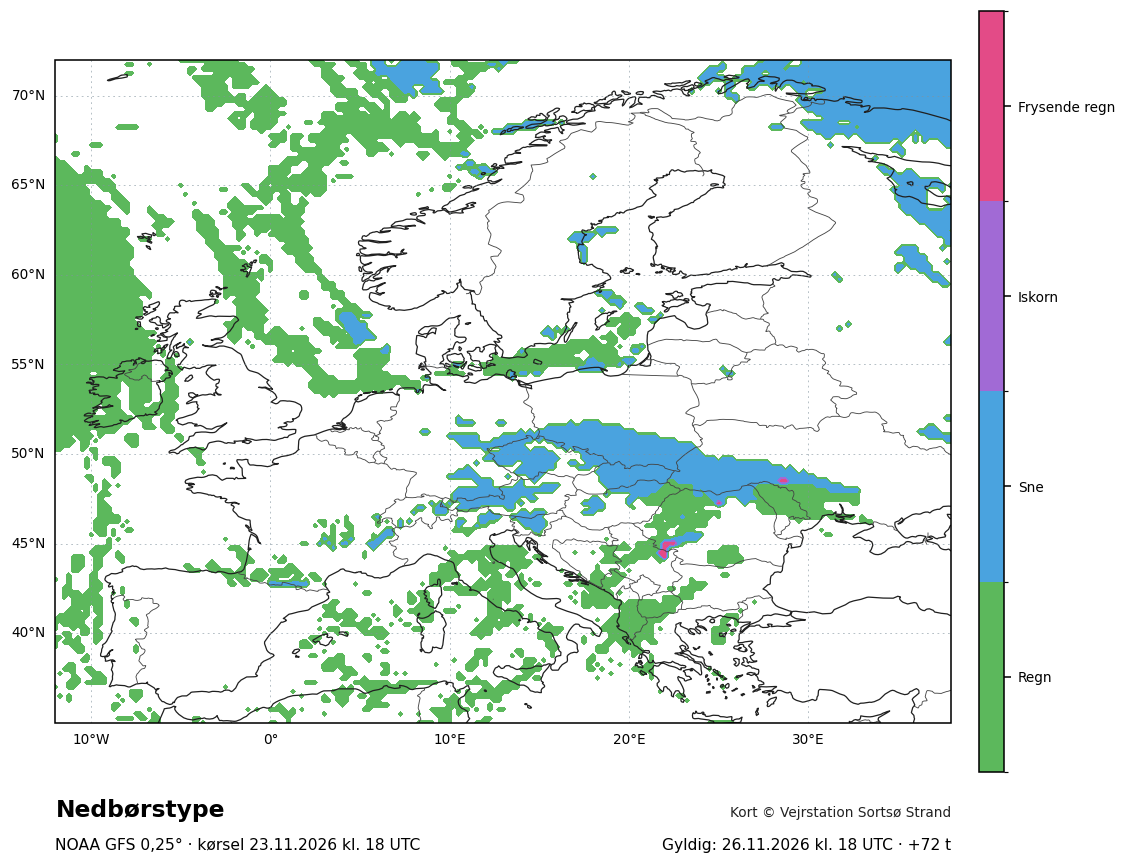 70°N
65°N
60°N
55°N
50°N
45°N
40°N
10°W
0°
10°E
20°E
30°E
Frysende regn
Iskorn
Sne
Regn
Nedbørstype
Kort © Vejrstation Sortsø Strand
NOAA GFS 0,25° · kørsel 23.11.2026 kl. 18 UTC
Gyldig: 26.11.2026 kl. 18 UTC · +72 t